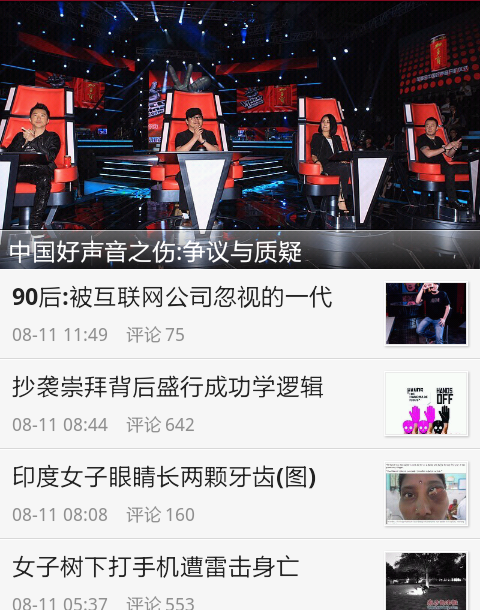 中国好声音之伤:争议与质疑
90后:被互联网公司忽视的一代
08-11 11:49 评论 75
抄袭崇拜背后盛行成功学逻辑
08-11 08:44 评论 642
HANDS OFF
印度女子眼睛长两颗牙齿(图)
08-11 08:08 评论 160
女子树下打手机遭雷击身亡
08-11 05:37 评论 553